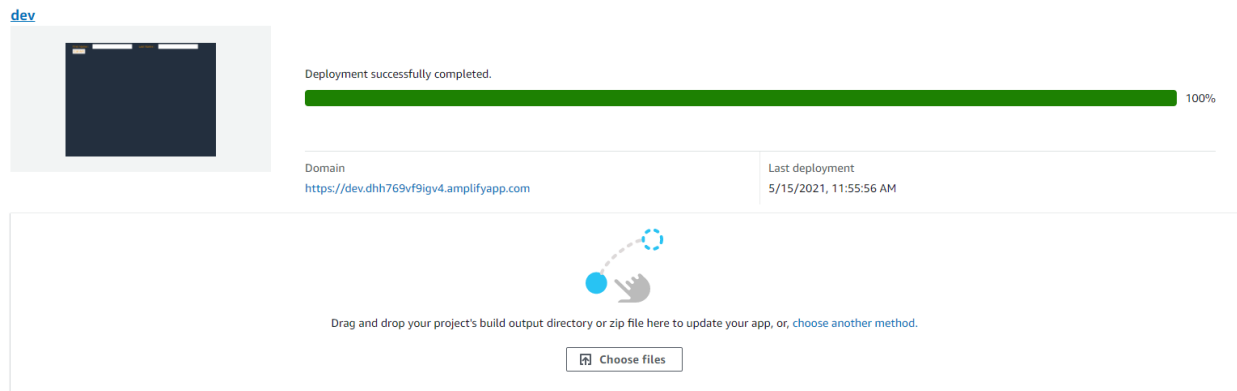 dev
Deployment successfully completed.
100%
Domain
https://dev.dhh769vf9igv4.amplifyapp.com
Last deployment
5/15/2021, 11:55:56 AM
Drag and drop your project's build output directory or zip file here to update your app, or, choose another method.
Choose files